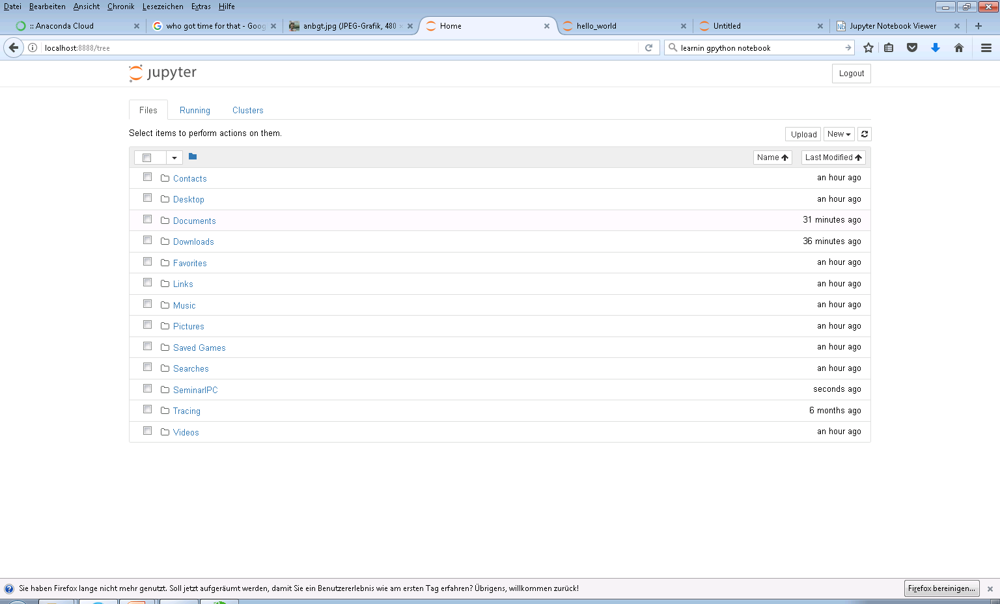 Datei Bearbeiten Ansicht Chronik Lesezeichen Extras Hilfe
:: Anaconda Cloud
who got time for that - Goog
anbgt.jpg (JPEG-Grafik, 480
Home
hello_world
Untitled
Jupyter Notebook Viewer
localhost:8888/tree
learnin gpython notebook
jupyter
Logout
Files Running Clusters
Select items to perform actions on them.
Upload New
Name Last Modified
Contacts an hour ago
Desktop an hour ago
Documents 31 minutes ago
Downloads 36 minutes ago
Favorites an hour ago
Links an hour ago
Music an hour ago
Pictures an hour ago
Saved Games an hour ago
Searches an hour ago
SeminarIPC seconds ago
Tracing 6 months ago
Videos an hour ago
Sie haben Firefox lange nicht mehr genutzt. Soll jetzt aufgeräumt werden, damit Sie ein Benutzererlebnis wie am ersten Tag erfahren? Übrigens, willkommen zurück!
Firefox bereinigen...